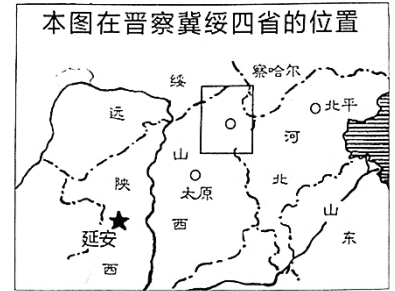 本图在晋察冀绥四省的位置
绥远
察哈尔
北平
河北
山西
太原
陕西
延安
山东